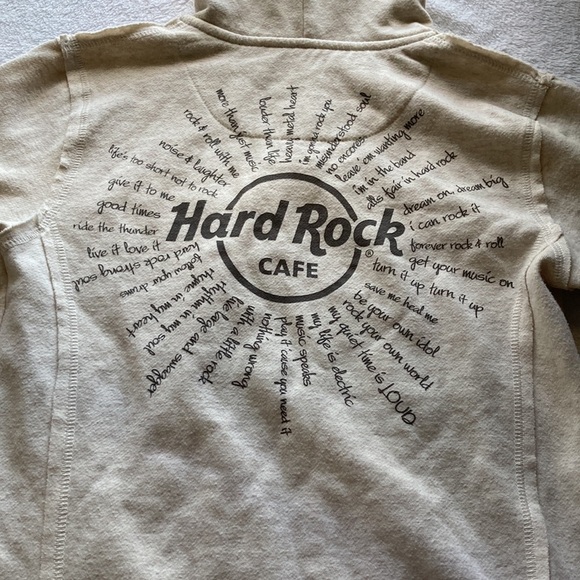 Hard Rock
CAFE
®
heavy metal heart
i'm gonna rock you
misunderstood soul
no encores
leave 'em wanting more
i'm in the band
alls fair in hard rock
dream on dream big
i can rock it
forever rock & roll
get your music on
turn it up turn it up
save me heal me
be your own idol
rock your own world
my quiet time is LOUD
my life is electric
music speaks
play it cause you need it
nothing wrong
with a little rock
live large and swagger
rhythm in my soul
home in my heart
follow your drums
hard rock strong soul
live it love it
ride the thunder
good times
give it to me
life's too short not to rock
noise & laughter
rock & roll with me
more than just music
louder than life